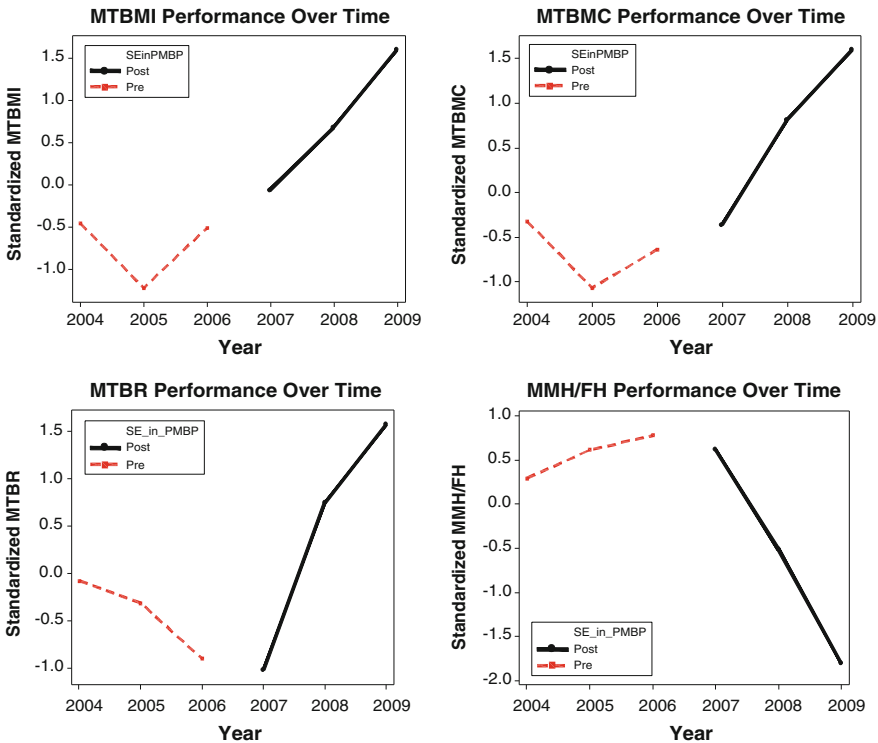 MTBMI Performance Over Time
SEinPMBP
Post
Pre
Standardized MTBMI
1.5
1.0
0.5
0.0
-0.5
-1.0
2004 2005 2006 2007 2008 2009
Year
MTBMC Performance Over Time
SEinPMBP
Post
Pre
Standardized MTBMC
1.5
1.0
0.5
0.0
-0.5
-1.0
2004 2005 2006 2007 2008 2009
Year
MTBR Performance Over Time
SE_in_PMBP
Post
Pre
Standardized MTBR
1.5
1.0
0.5
0.0
-0.5
-1.0
2004 2005 2006 2007 2008 2009
Year
MMH/FH Performance Over Time
Standardized MMH/FH
1.0
0.5
0.0
-0.5
-1.0
-1.5
-2.0
SE_in_PMBP
Post
Pre
2004 2005 2006 2007 2008 2009
Year